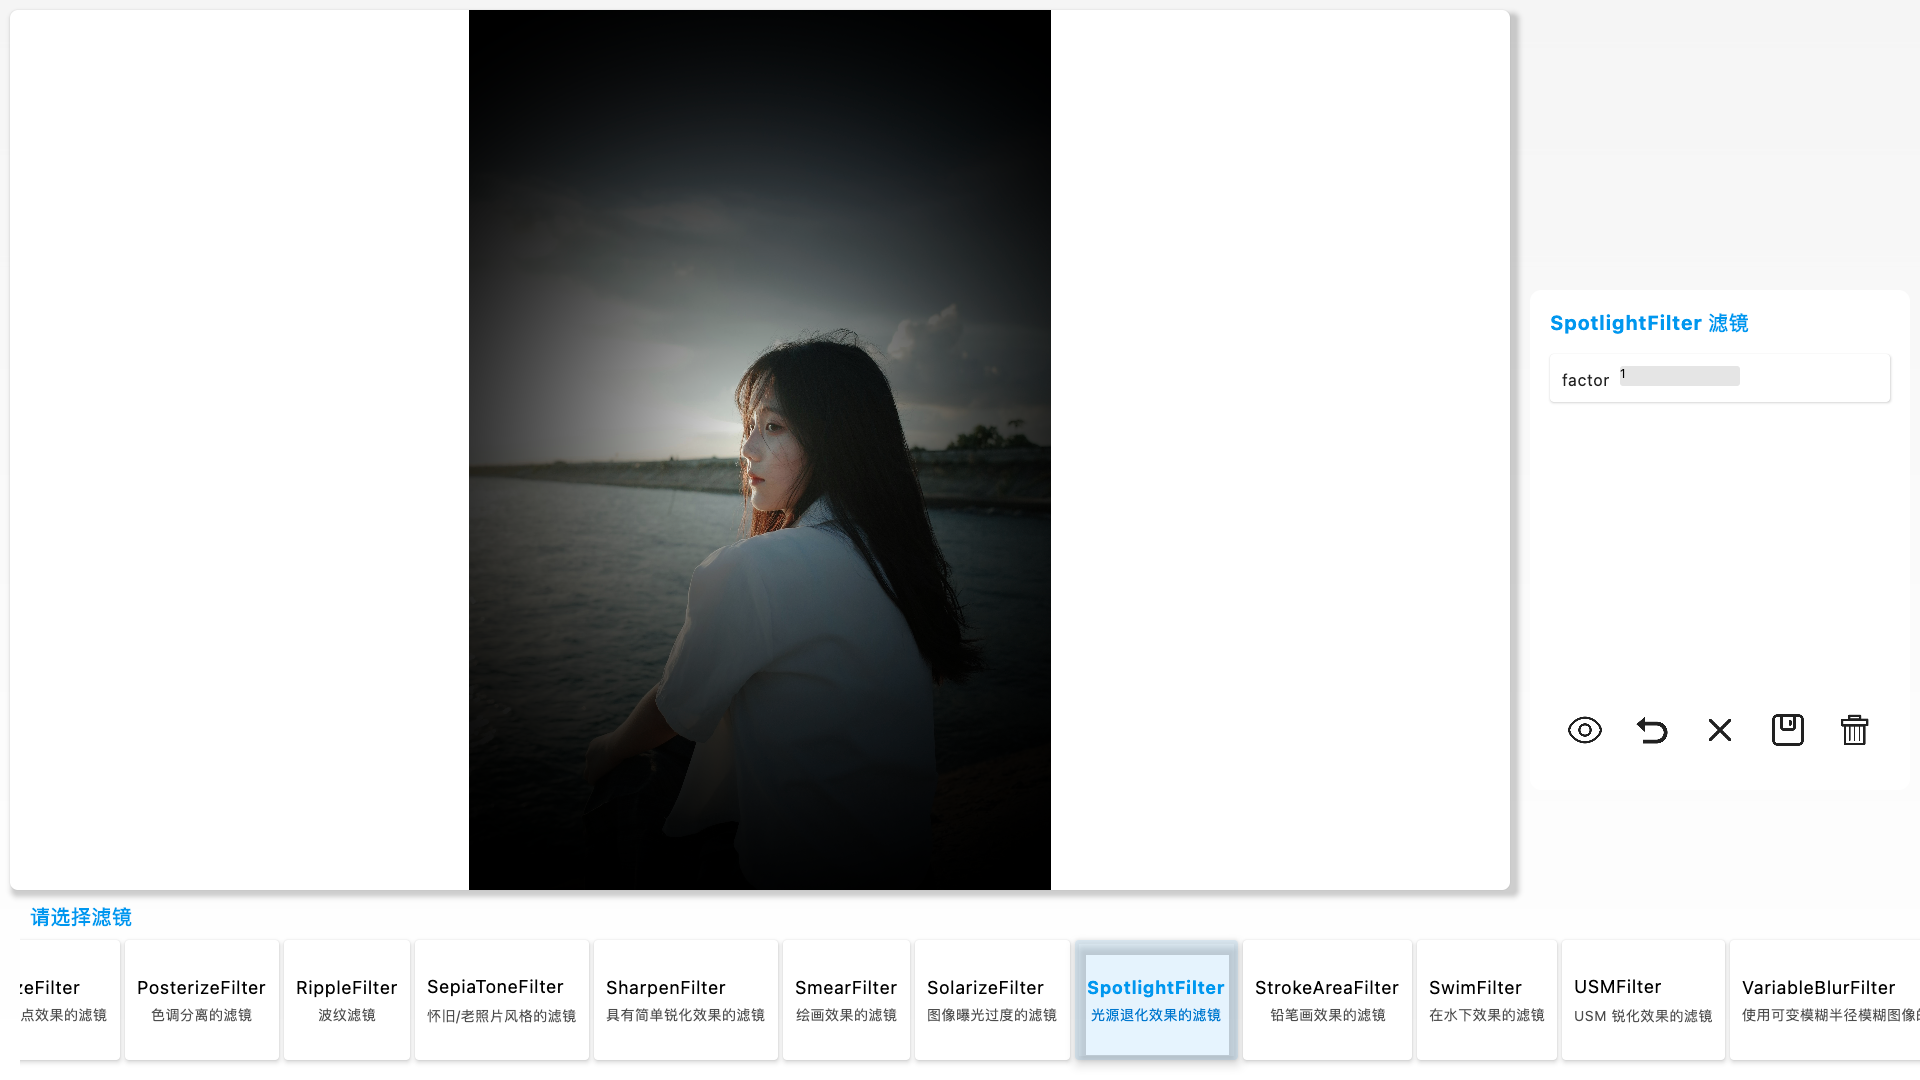 SpotlightFilter 滤镜
factor 1
请选择滤镜
zeFilter
点效果的滤镜
PosterizeFilter
色调分离的滤镜
RippleFilter
波纹滤镜
SepiaToneFilter
怀旧/老照片风格的滤镜
SharpenFilter
具有简单锐化效果的滤镜
SmearFilter
绘画效果的滤镜
SolarizeFilter
图像曝光过度的滤镜
SpotlightFilter
光源退化效果的滤镜
StrokeAreaFilter
铅笔画效果的滤镜
SwimFilter
在水下效果的滤镜
USMFilter
USM 锐化效果的滤镜
VariableBlurFilter
使用可变模糊半径模糊图像